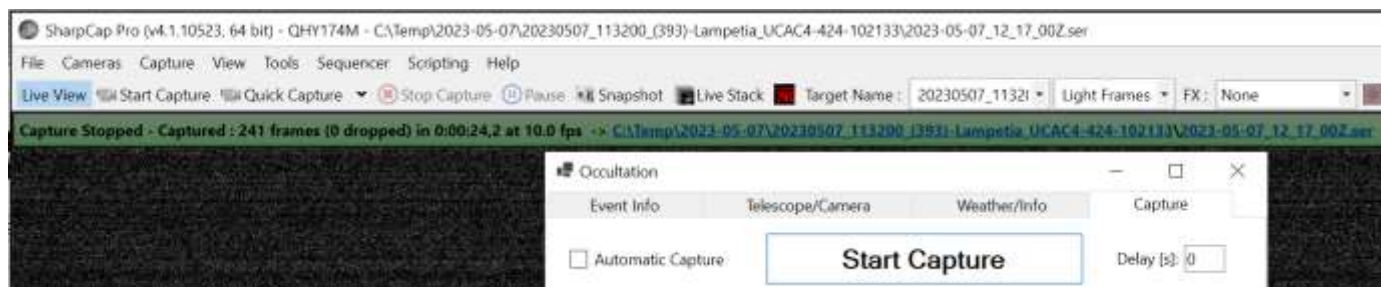 SharpCap Pro (v4.1.10523, 64 bit) - QHY174M - C:\Temp\2023-05-07\20230507_113200_(393)-Lampetia_UCAC4-424-102133\2023-05-07_12_17_00Z.ser
File Cameras Capture View Tools Sequencer Scripting Help
Live View Start Capture Quick Capture Stop Capture Pause Snapshot Live Stack Target Name : 20230507_1132( Light Frames FX : None
Capture Stopped - Captured : 241 frames (0 dropped) in 0:00:24,2 at 10.0 fps -> C:\Temp\2023-05-07\20230507_113200_(393)-Lampetia_UCAC4-424-102133\2023-05-07_12_17_00Z.ser
Occultation
Event Info Telescope/Camera Weather/Info Capture
Automatic Capture Start Capture Delay [s]: 0